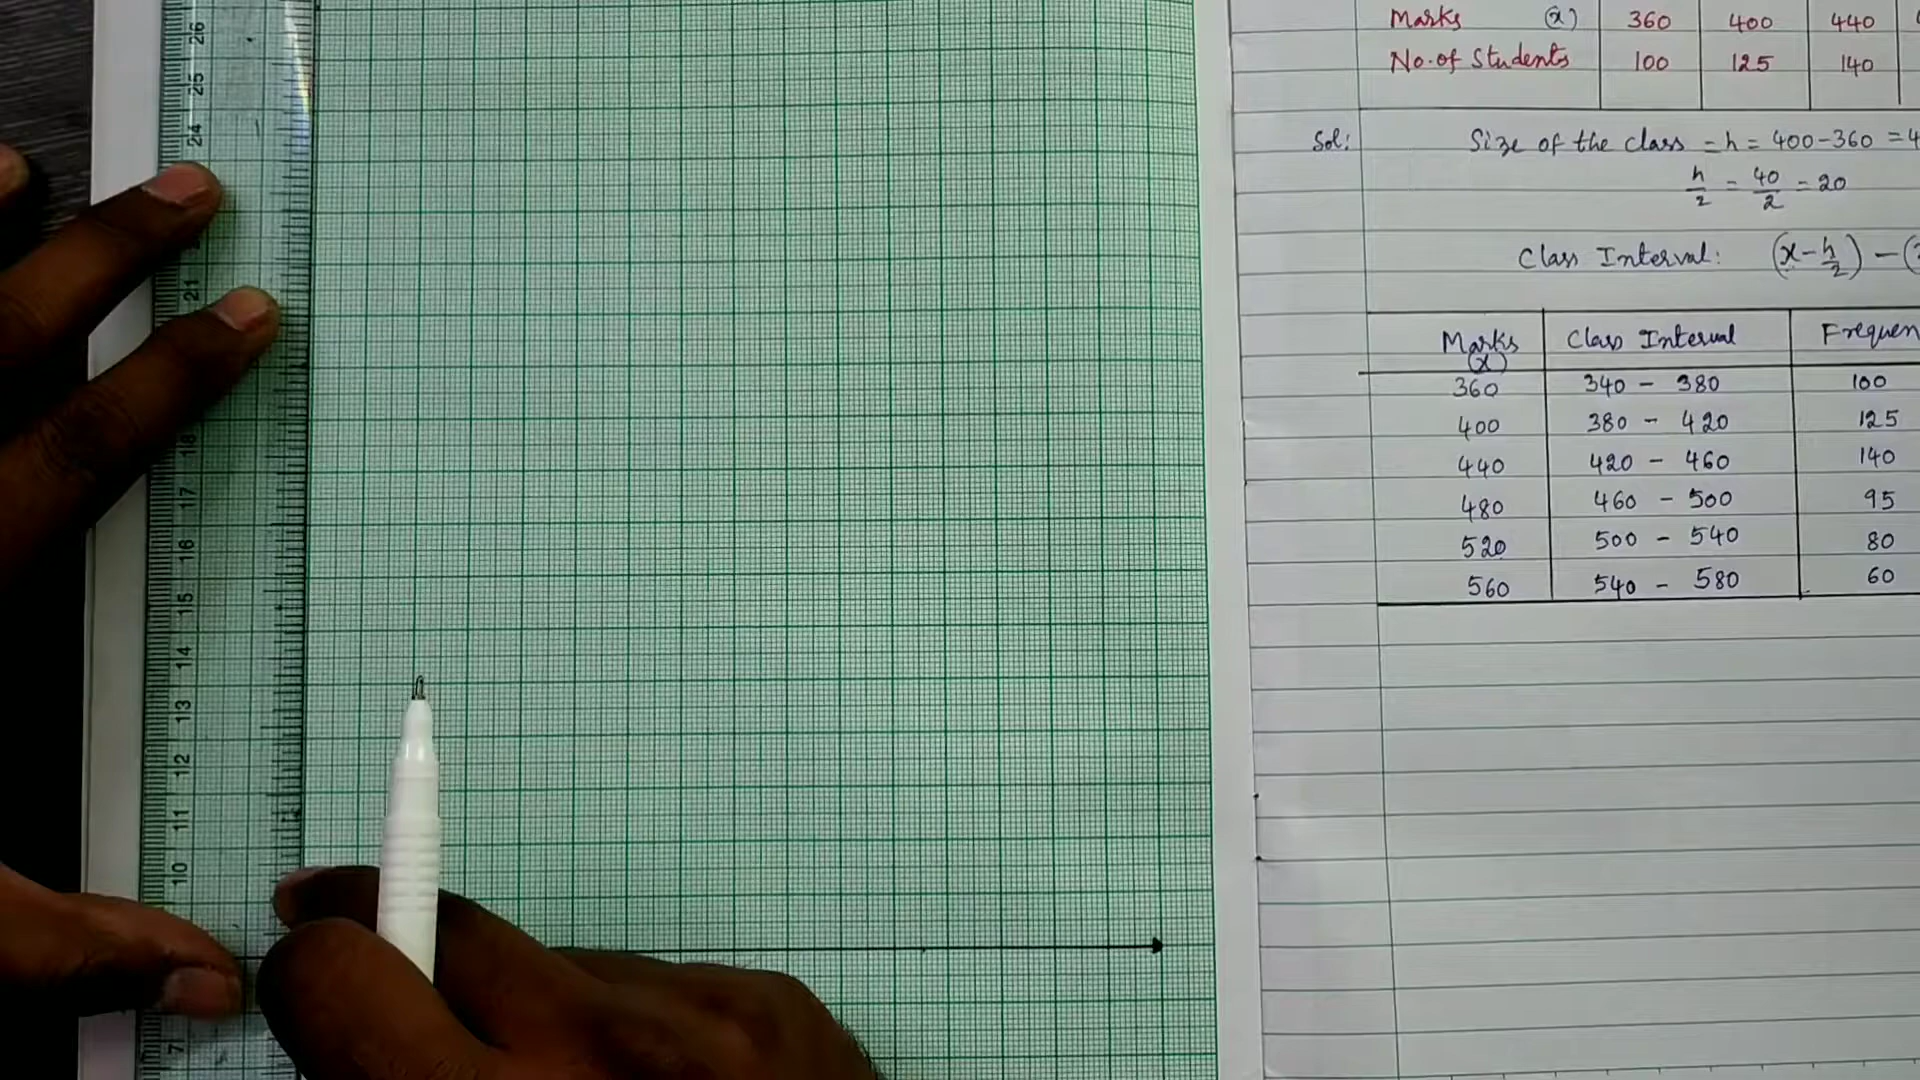 Marks (x) 360 400 440
No. of Students 100 125 140
Sol: Size of the class = h = 400 - 360 = 4
h/2 = 40/2 = 20
Class Interval: (x - h/2) - (
Marks (x) Class Interval Frequen
360 340 - 380 100
400 380 - 420 125
440 420 - 460 140
480 460 - 500 95
520 500 - 540 80
560 540 - 580 60
26
25
24
21
18
17
16
15
14
13
12
11
10
7